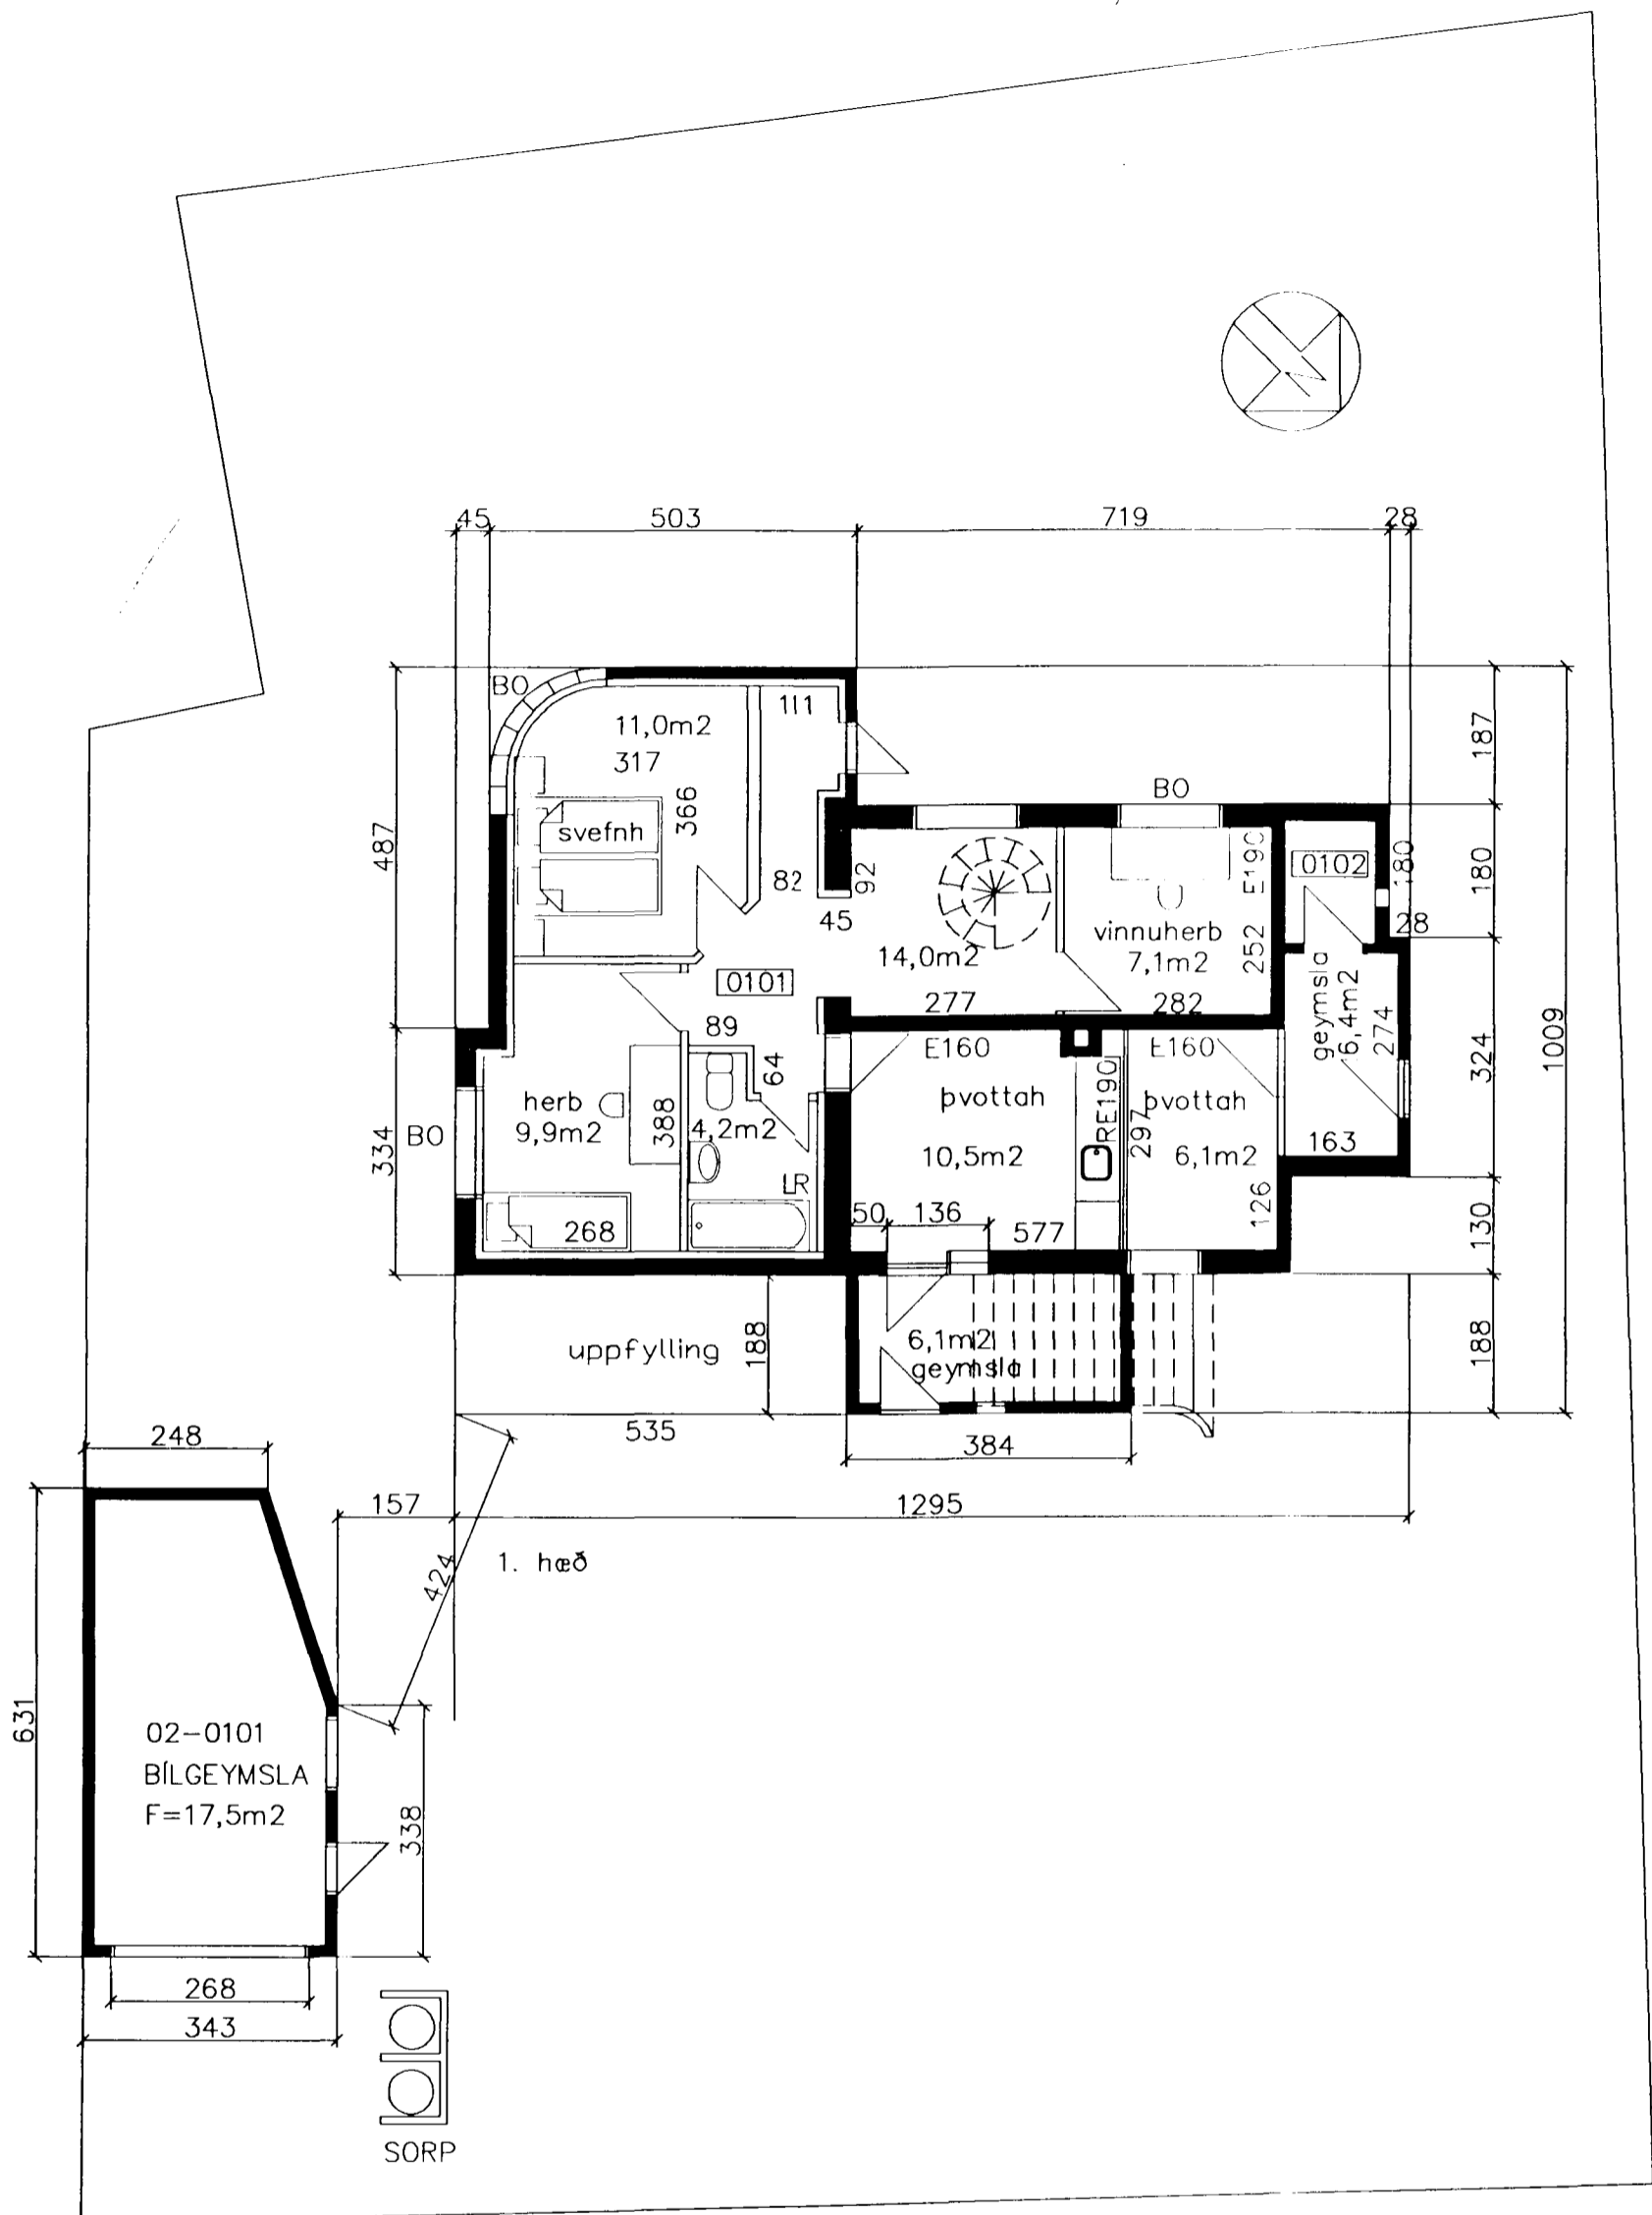 45 503 719 28
BO
111
11,0m2
317
187
366
BO
svefnh
487
82
92
E190
0102
180
180
45
28
vinnuherb
7,1m2
252
14,0m2
0101
277
282
geymsla
6,4m2
274
89
E160
E160
64
RE190
324
1009
herb
9,9m2
388
4,2m2
þvottah
10,5m2
297
þvottah
6,1m2
163
BO
334
LR
126
130
50 136
577
268
uppfylling
188
6,1m2
geymsla
188
535
384
248
157
1295
424
1. hæð
631
02-0101
BÍLGEYMSLA
F=17,5m2
338
268
343
SORP